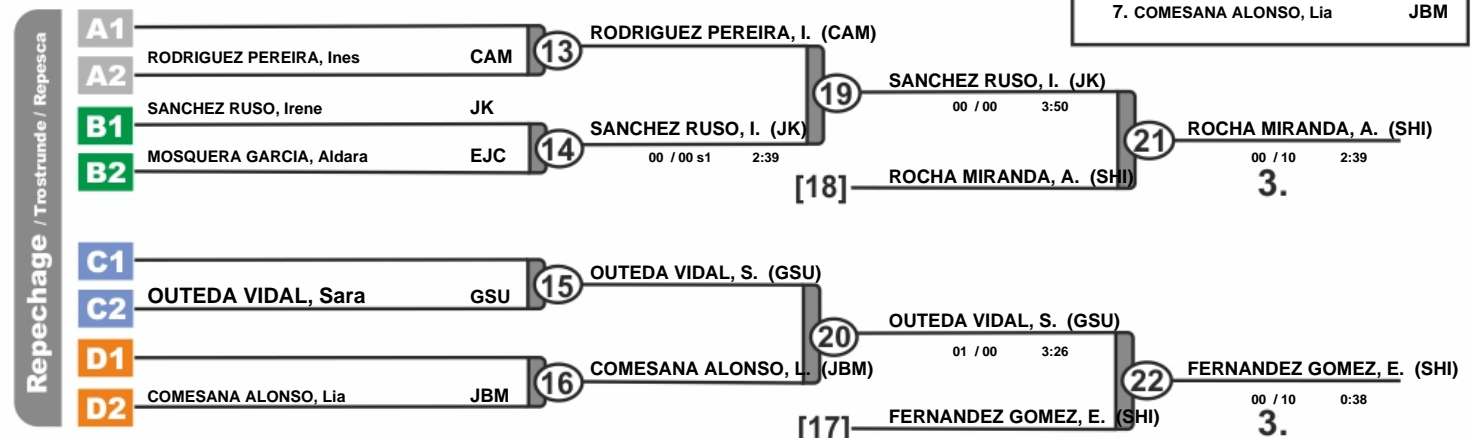 7. COMESANA ALONSO, Lia JBM
Repechage / Trostrunde / Repesca
A1
RODRIGUEZ PEREIRA, Ines CAM
A2
13
RODRIGUEZ PEREIRA, I. (CAM)
SANCHEZ RUSO, Irene JK
B1
MOSQUERA GARCIA, Aldara EJC
B2
14
SANCHEZ RUSO, I. (JK)
00 / 00 s1 2:39
19
SANCHEZ RUSO, I. (JK)
00 / 00 3:50
[18]
ROCHA MIRANDA, A. (SHI)
21
ROCHA MIRANDA, A. (SHI)
00 / 10 2:39
3.
C1
OUTEDA VIDAL, Sara GSU
C2
15
OUTEDA VIDAL, S. (GSU)
D1
COMESANA ALONSO, Lia JBM
D2
16
COMESANA ALONSO, L. (JBM)
20
OUTEDA VIDAL, S. (GSU)
01 / 00 3:26
[17]
FERNANDEZ GOMEZ, E. (SHI)
22
FERNANDEZ GOMEZ, E. (SHI)
00 / 10 0:38
3.